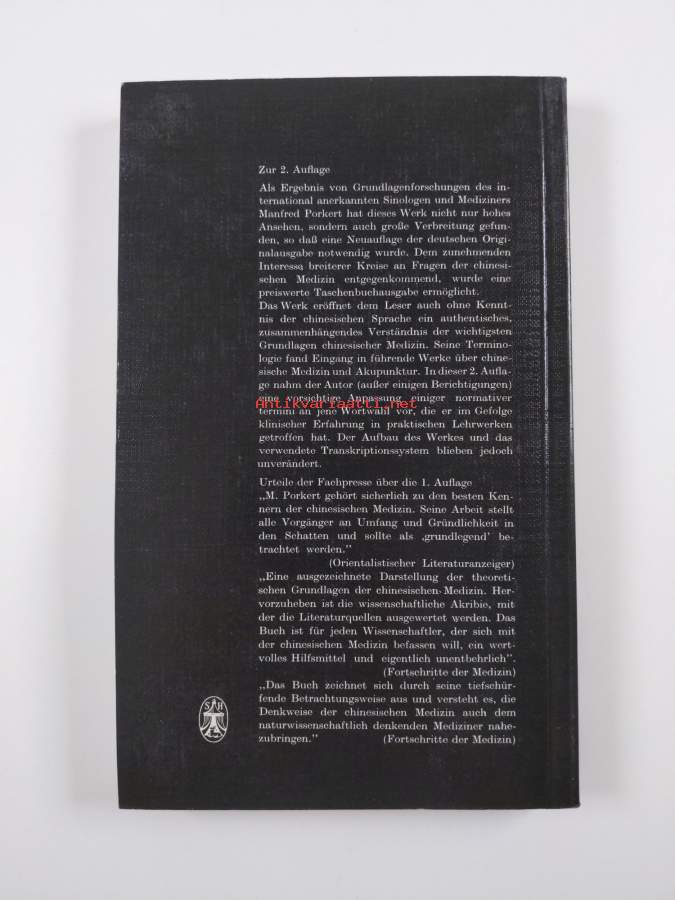 Zur 2. Auflage
Als Ergebnis von Grundlagenforschungen des in-
ternational anerkannten Sinologen und Mediziners
Manfred Porkert hat dieses Werk nicht nur hohes
Ansehen, sondern auch große Verbreitung gefun-
den, so daß eine Neuauflage der deutschen Origi-
nalausgabe notwendig wurde. Dem zunehmenden
Interesse breiterer Kreise an Fragen der chinesi-
schen Medizin entgegenkommend, wurde eine
preiswerte Taschenbuchausgabe ermöglicht.
Das Werk eröffnet dem Leser auch ohne Kennt-
nis der chinesischen Sprache ein authentisches,
zusammenhängendes Verständnis der wichtigsten
Grundlagen chinesischer Medizin. Seine Termino-
logie fand Eingang in führende Werke über chine-
sische Medizin und Akupunktur. In dieser 2. Aufla-
ge nahm der Autor (außer einigen Berichtigungen)
eine vorsichtige Anpassung einiger normativer
Antikvariaatti.net
termini an jene Wortwahl vor, die er im Gefolge
klinischer Erfahrung in praktischen Lehrwerken
getroffen hat. Der Aufbau des Werkes und das
verwendete Transkriptionssystem blieben jedoch
unverändert.
Urteile der Fachpresse über die 1. Auflage
„M. Porkert gehört sicherlich zu den besten Ken-
nern der chinesischen Medizin. Seine Arbeit stellt
alle Vorgänger an Umfang und Gründlichkeit in
den Schatten und sollte als ‚grundlegend’ be-
trachtet werden.”
(Orientalistischer Literaturanzeiger)
„Eine ausgezeichnete Darstellung der theoreti-
schen Grundlagen der chinesischen Medizin. Her-
vorzuheben ist die wissenschaftliche Akribie, mit
der die Literaturquellen ausgewertet werden. Das
Buch ist für jeden Wissenschaftler, der sich mit
der chinesischen Medizin befassen will, ein wert-
volles Hilfsmittel und eigentlich unentbehrlich”.
(Fortschritte der Medizin)
„Das Buch zeichnet sich durch seine tiefschür-
fende Betrachtungsweise aus und versteht es, die
Denkweise der chinesischen Medizin auch dem
naturwissenschaftlich denkenden Mediziner nahe-
zubringen.” (Fortschritte der Medizin)
S H